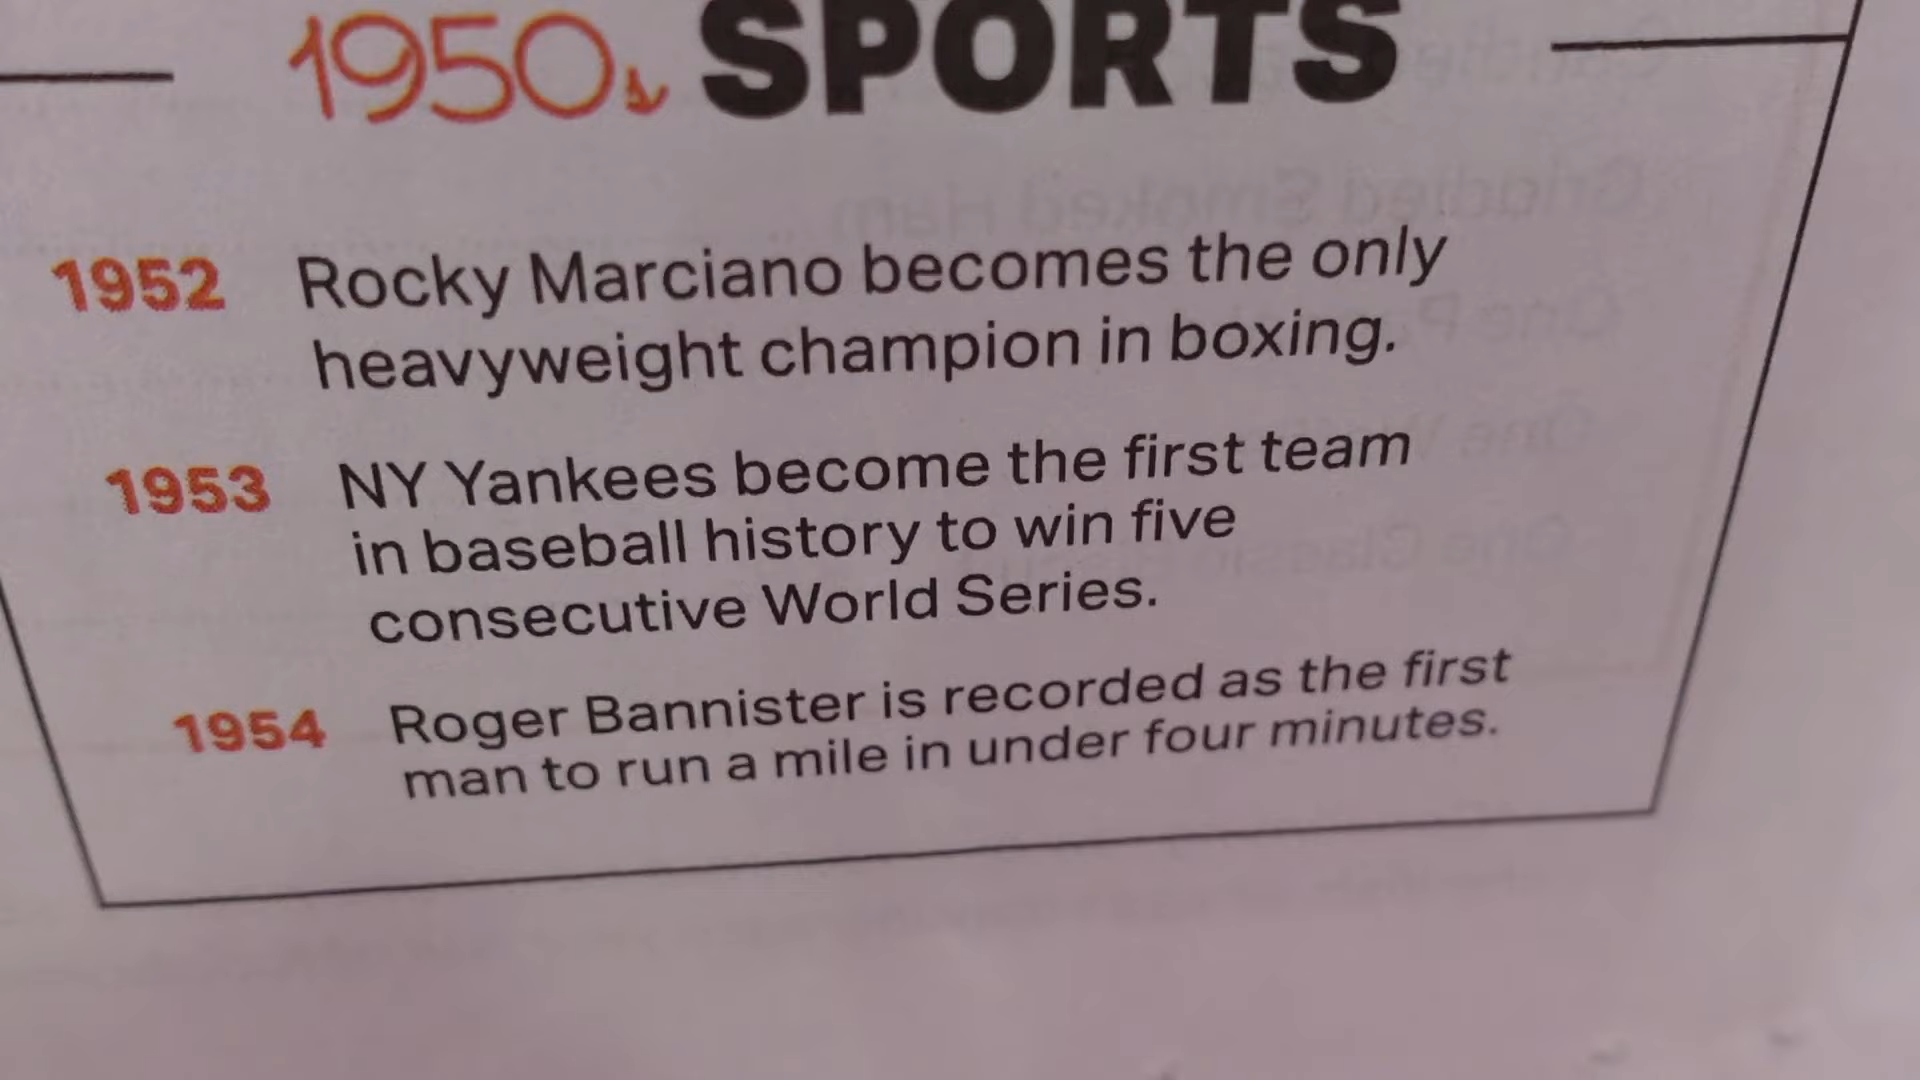 1950s SPORTS
1952 Rocky Marciano becomes the only
heavyweight champion in boxing.
1953 NY Yankees become the first team
in baseball history to win five
consecutive World Series.
1954 Roger Bannister is recorded as the first
man to run a mile in under four minutes.